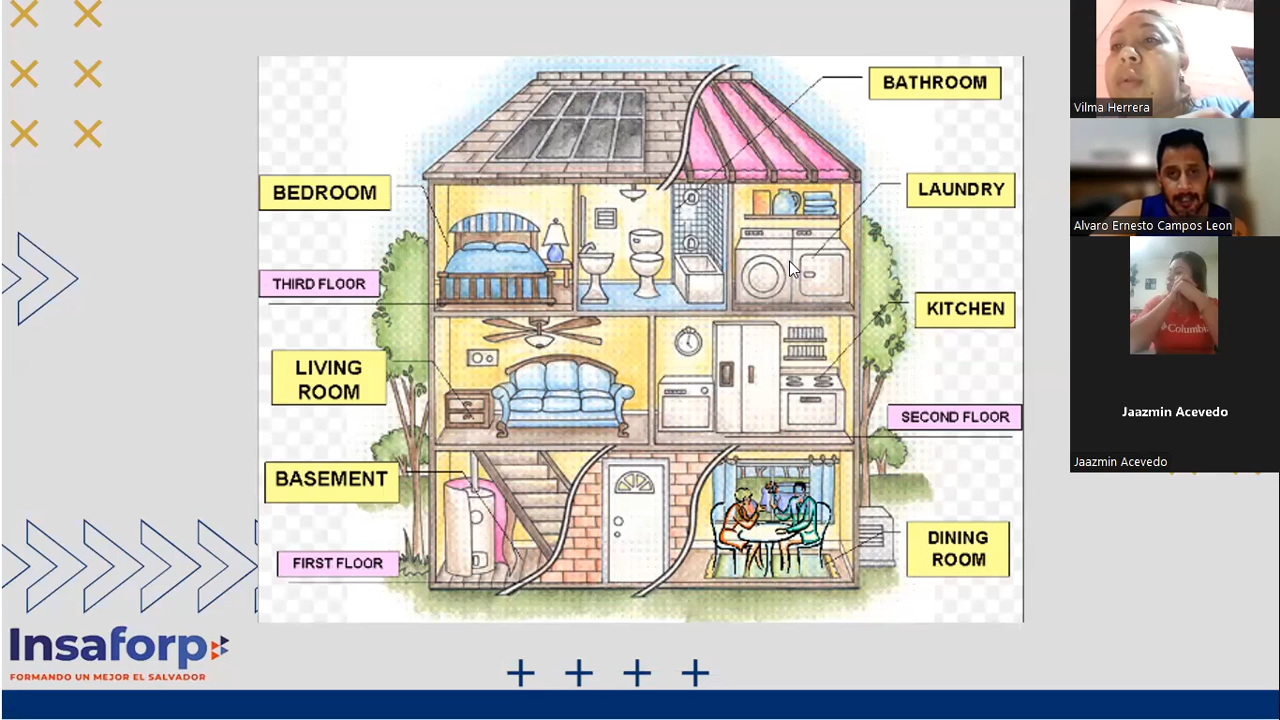 BATHROOM
BEDROOM
LAUNDRY
THIRD FLOOR
KITCHEN
LIVING
ROOM
SECOND FLOOR
BASEMENT
DINING
ROOM
FIRST FLOOR
Insaforp
FORMANDO UN MEJOR EL SALVADOR
Vilma Herrera
Alvaro Ernesto Campos Leon
Columbia
Jaazmin Acevedo
Jaazmin Acevedo